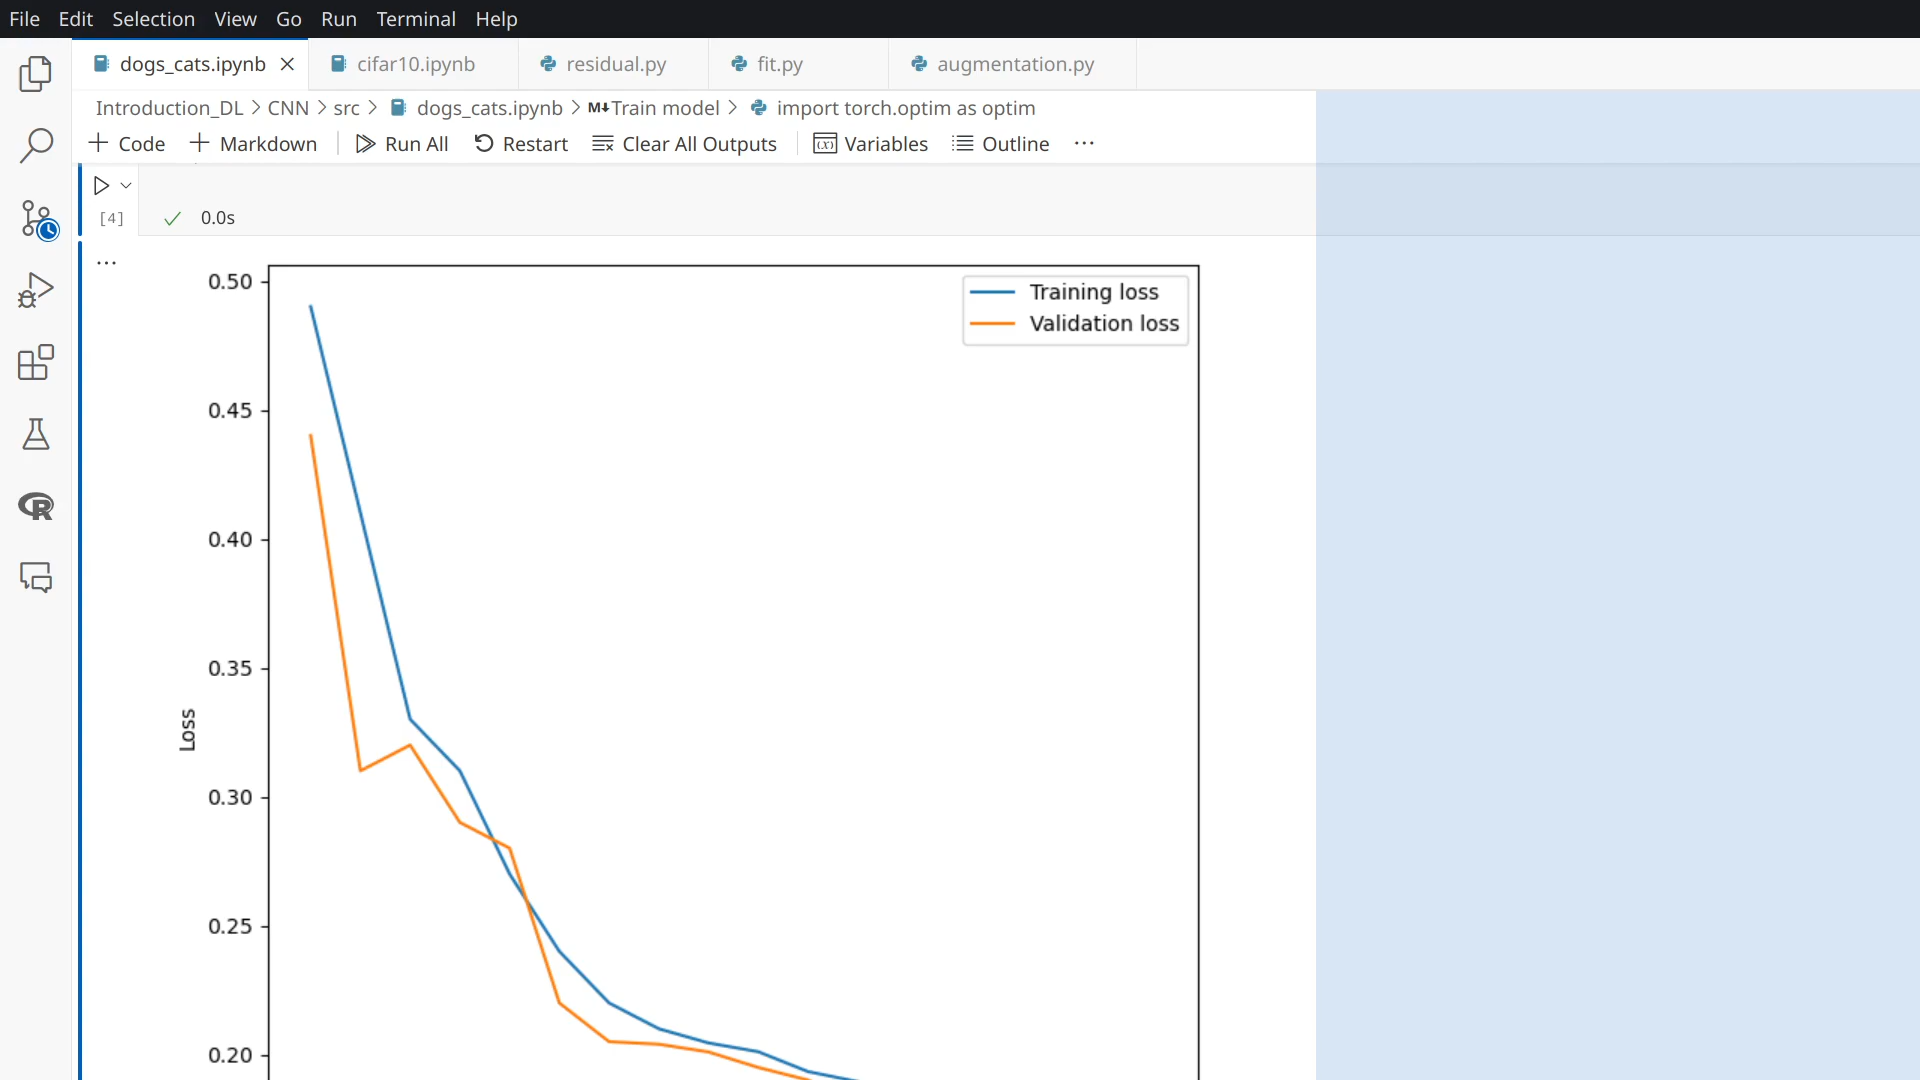 File Edit Selection View Go Run Terminal Help
dogs_cats.ipynb cifar10.ipynb residual.py fit.py augmentation.py
Introduction_DL > CNN > src > dogs_cats.ipynb > M↓Train model > import torch.optim as optim
+ Code + Markdown Run All Restart Clear All Outputs Variables Outline ...
[4] 0.0s
...
Training loss
Validation loss
0.50
0.45
0.40
0.35
0.30
0.25
0.20
Loss